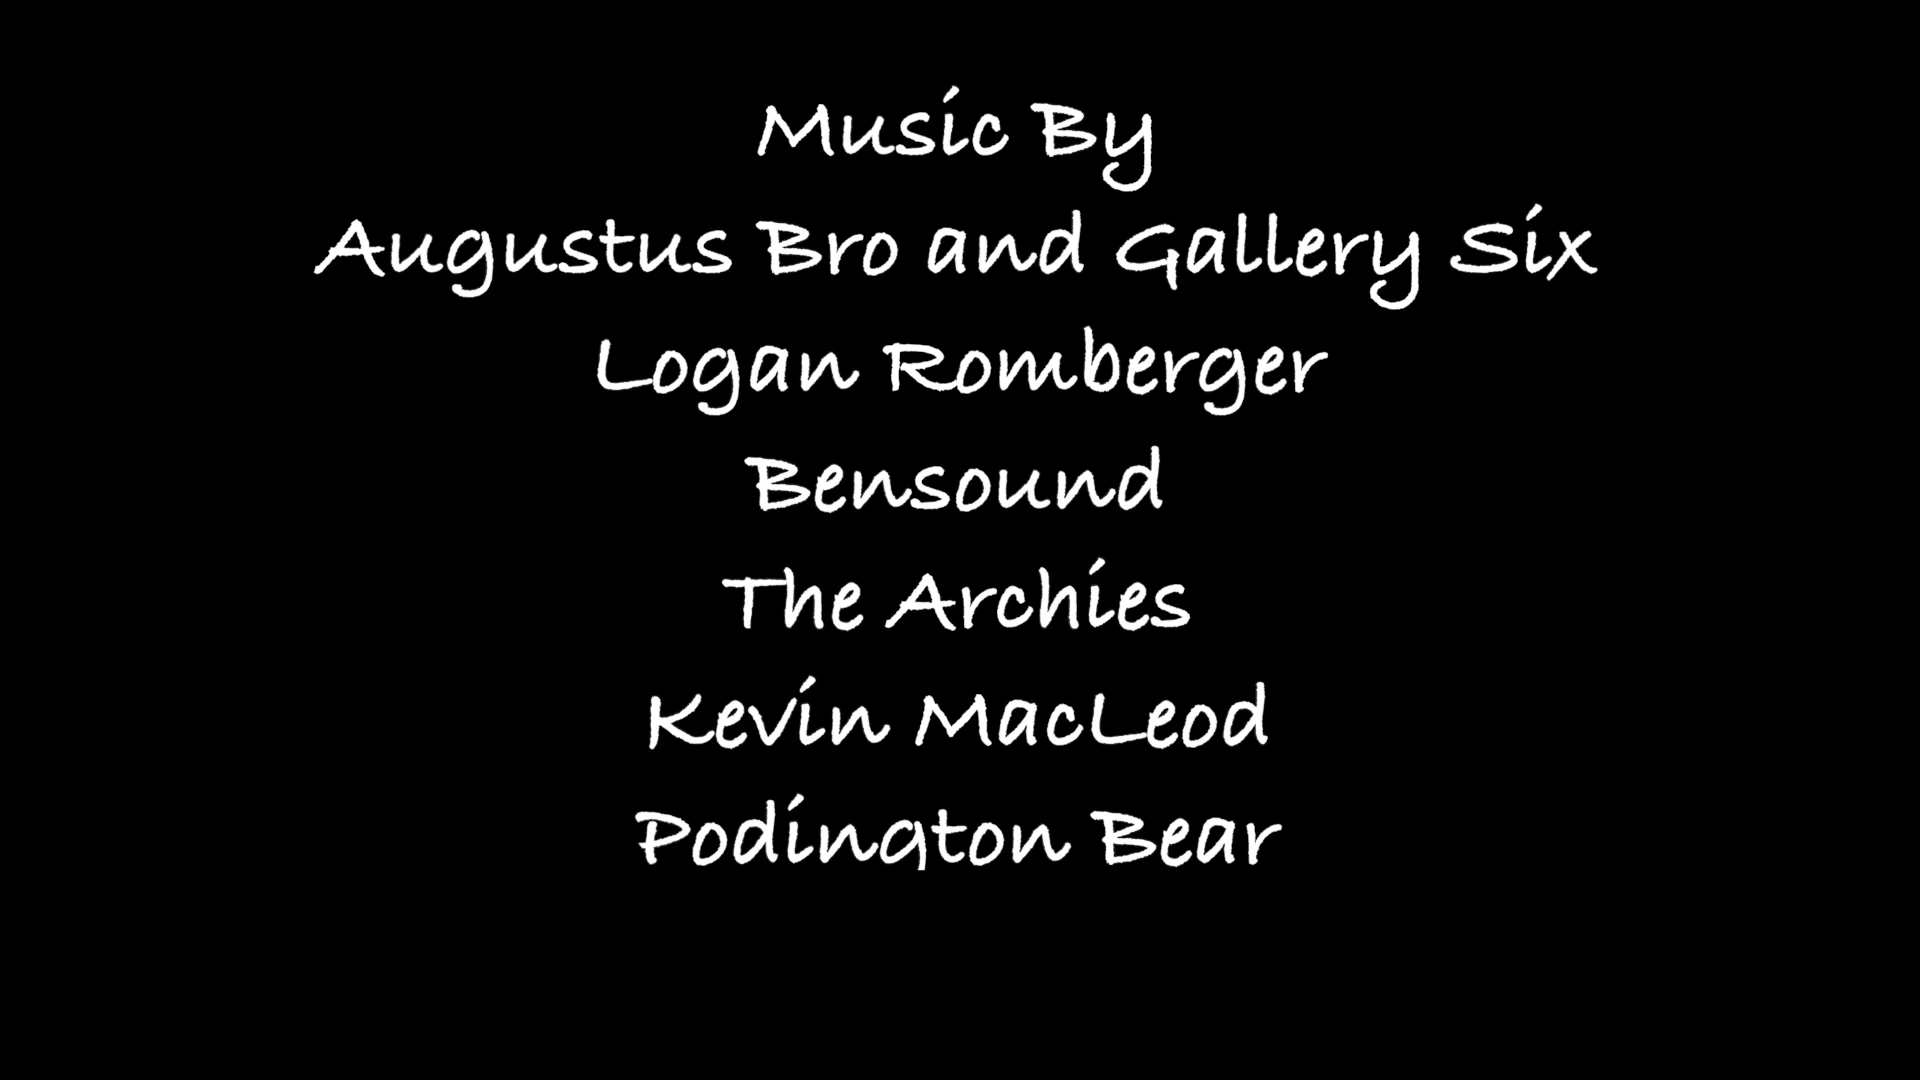 Music By
Augustus Bro and Gallery Six
Logan Romberger
Bensound
The Archies
Kevin MacLeod
Podington Bear